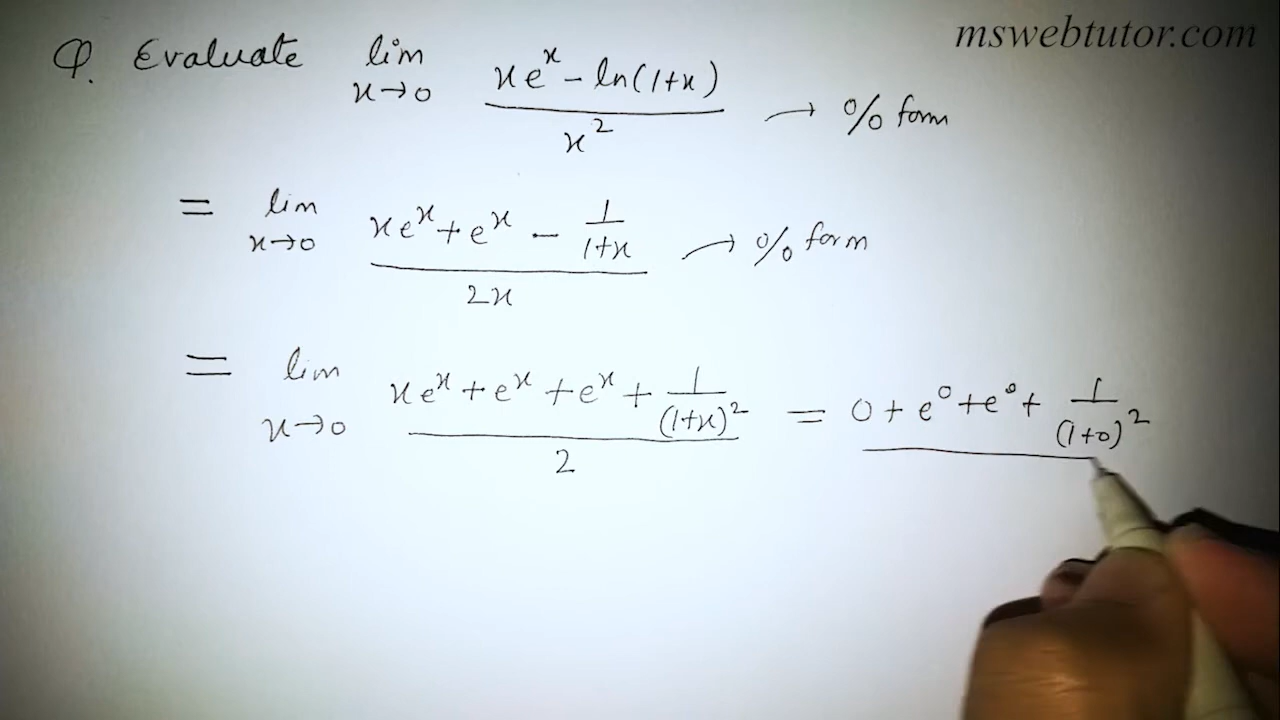 mswebtutor.com
Q. Evaluate lim x→0 (xe^x - ln(1+x)) / x^2 → 0/0 form
= lim x→0 (xe^x + e^x - 1/(1+x)) / 2x → 0/0 form
= lim x→0 (xe^x + e^x + e^x + 1/(1+x)^2) / 2 = 0 + e^0 + e^0 + 1/(1+0)^2